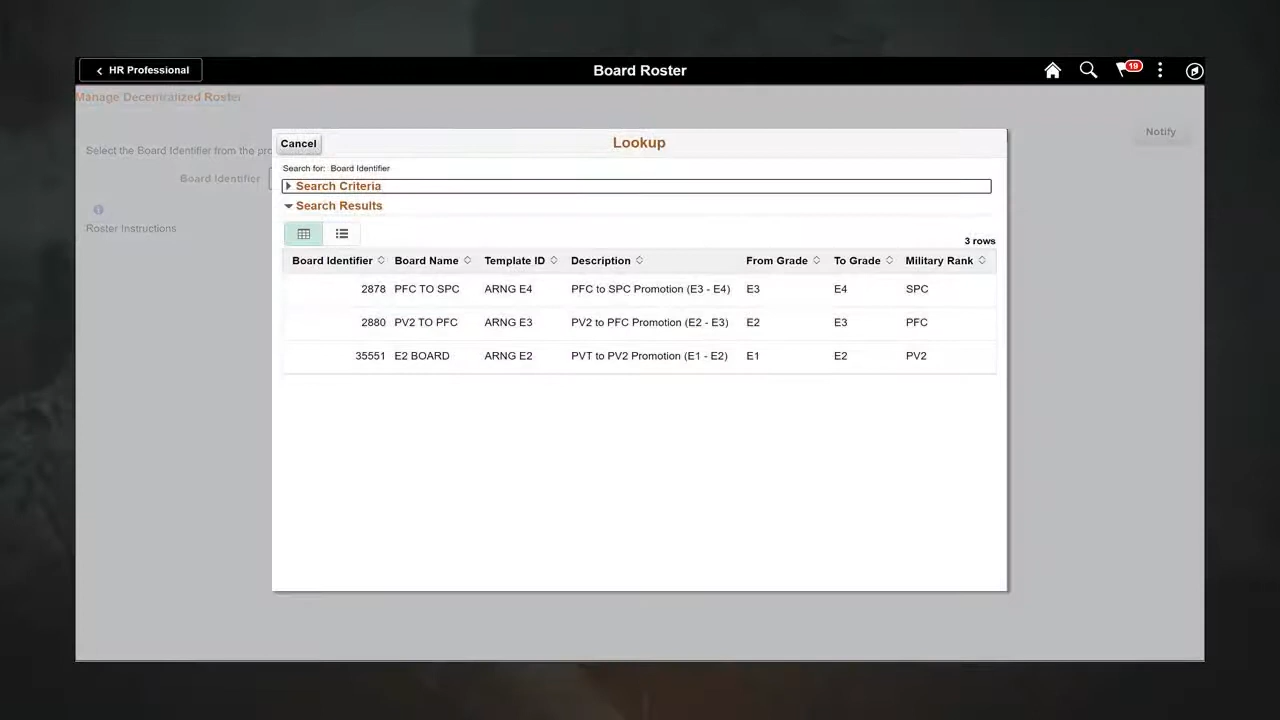 HR Professional
Board Roster
19
Manage Decentralized Roster
Notify
Select the Board Identifier from the pro
Board Identifier
Roster Instructions
Cancel
Lookup
Search for: Board Identifier
Search Criteria
Search Results
3 rows
Board Identifier Board Name Template ID Description From Grade To Grade Military Rank
2878 PFC TO SPC ARNG E4 PFC to SPC Promotion (E3 - E4) E3 E4 SPC
2880 PV2 TO PFC ARNG E3 PV2 to PFC Promotion (E2 - E3) E2 E3 PFC
35551 E2 BOARD ARNG E2 PVT to PV2 Promotion (E1 - E2) E1 E2 PV2